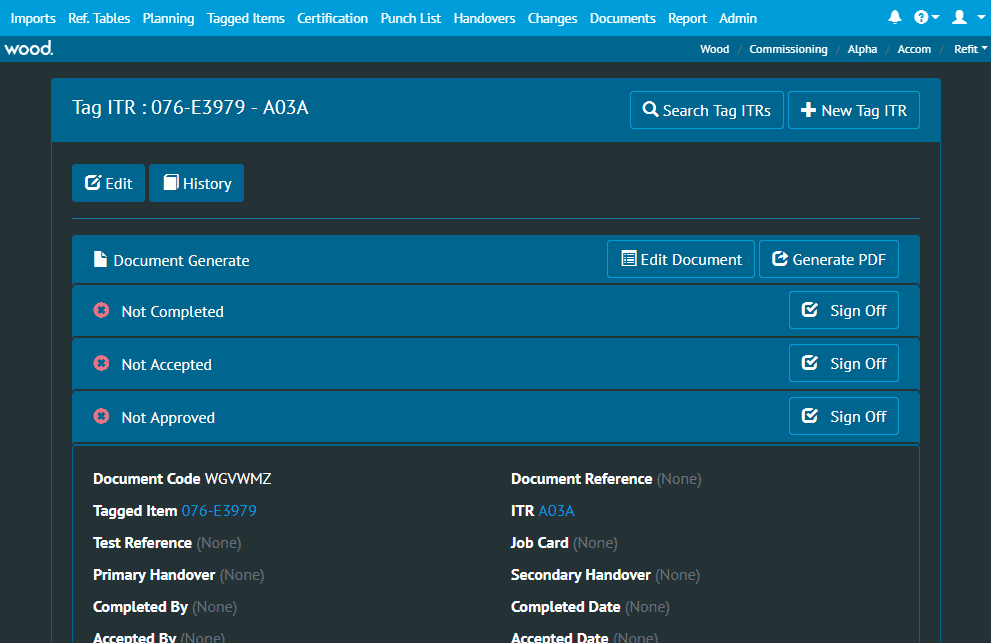 Imports Ref. Tables Planning Tagged Items Certification Punch List Handovers Changes Documents Report Admin
wood. Wood / Commissioning / Alpha / Accom / Refit
Tag ITR : 076-E3979 - A03A Search Tag ITRs New Tag ITR
Edit History
Document Generate Edit Document Generate PDF
Not Completed Sign Off
Not Accepted Sign Off
Not Approved Sign Off
Document Code WGVWMZ Document Reference (None)
Tagged Item 076-E3979 ITR A03A
Test Reference (None) Job Card (None)
Primary Handover (None) Secondary Handover (None)
Completed By (None) Completed Date (None)
Accepted By (None) Accepted Date (None)